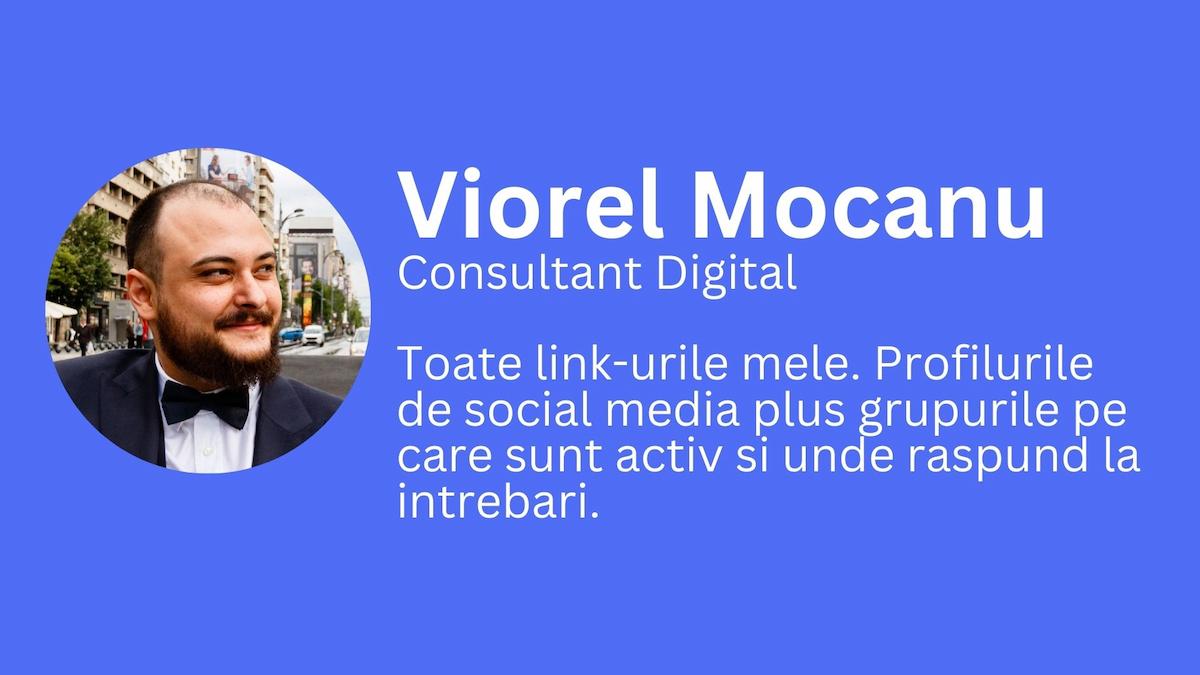 Viorel Mocanu
Consultant Digital
Toate link-urile mele. Profilurile
de social media plus grupurile pe
care sunt activ si unde raspund la
intrebari.